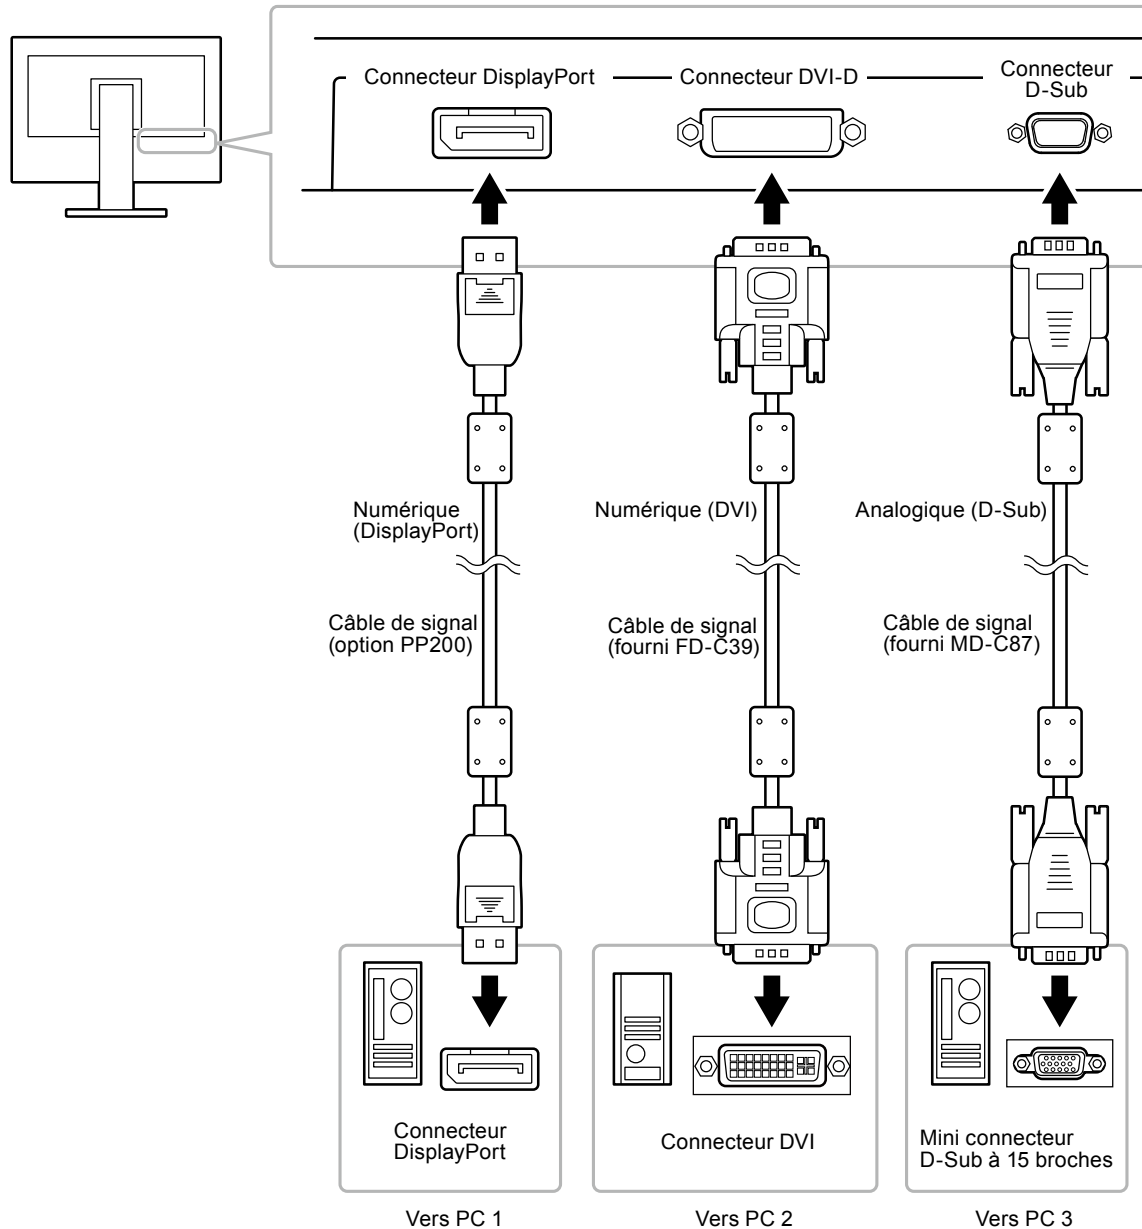 Connecteur DisplayPort
Connecteur DVI-D
Connecteur
D-Sub
Numérique
(DisplayPort)
Numérique (DVI)
Analogique (D-Sub)
Câble de signal
(option PP200)
Câble de signal
(fourni FD-C39)
Câble de signal
(fourni MD-C87)
Connecteur
DisplayPort
Connecteur DVI
Mini connecteur
D-Sub à 15 broches
Vers PC 1
Vers PC 2
Vers PC 3